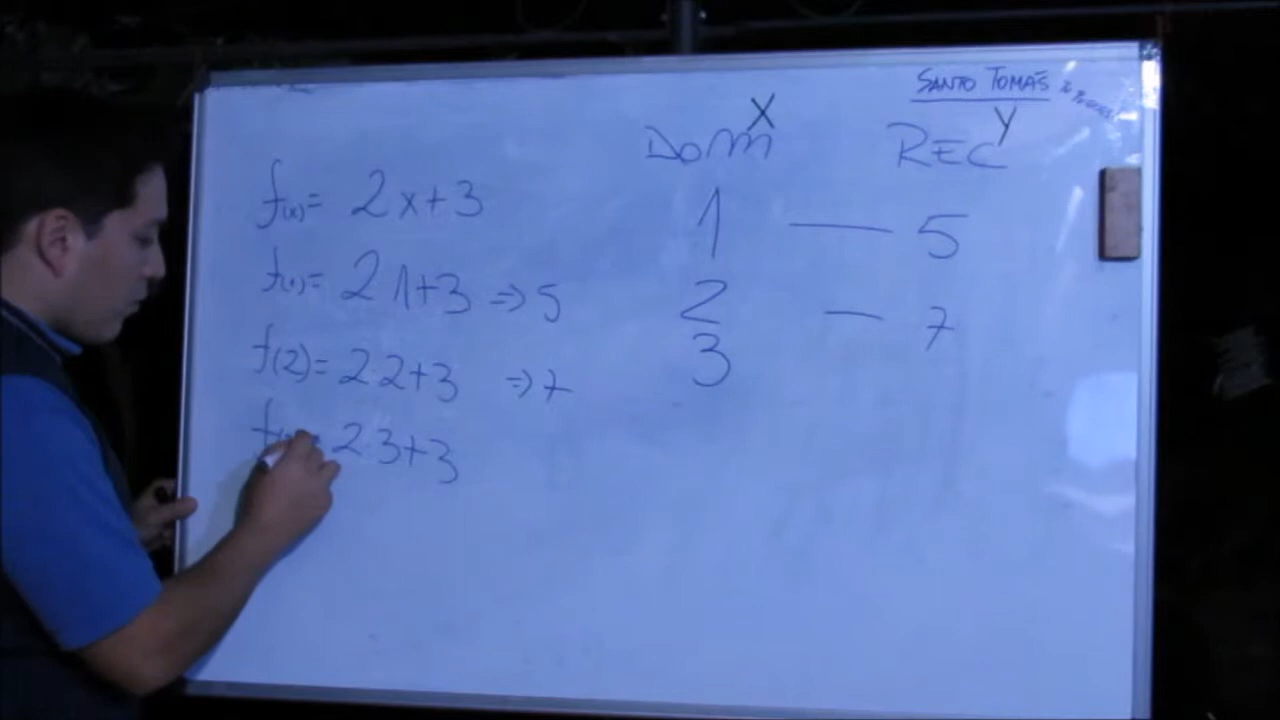 SANTO TOMÁS
X Y
DOM REC
f(x)= 2x+3
1 — 5
f(1)= 2 1+3 ⇒ 5
2 — 7
f(2)= 2 2+3 ⇒ 7
3
2 3+3